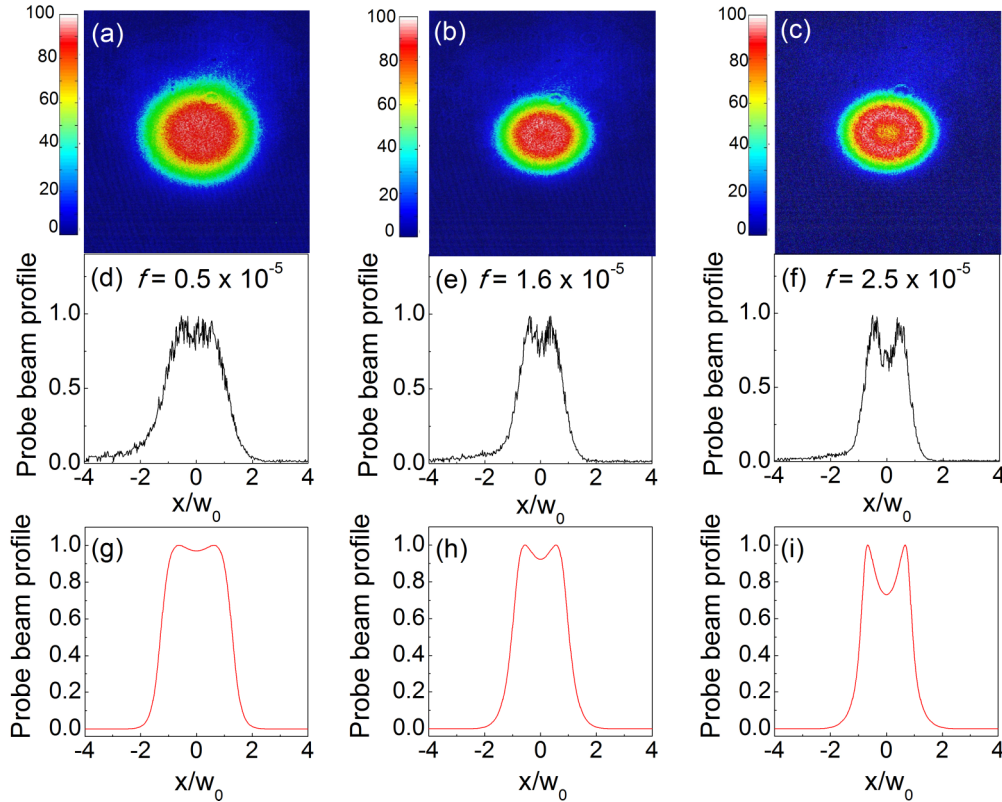 100
80
60
40
20
0
(a)
100
80
60
40
20
0
(b)
100
80
60
40
20
0
(c)
Probe beam profile
1.0
0.5
0.0
(d) f = 0.5 x 10⁻⁵
-4 -2 0 2 4
x/w₀
Probe beam profile
1.0
0.5
0.0
(e) f = 1.6 x 10⁻⁵
-4 -2 0 2 4
x/w₀
Probe beam profile
1.0
0.5
0.0
(f) f = 2.5 x 10⁻⁵
-4 -2 0 2 4
x/w₀
Probe beam profile
1.0
0.8
0.6
0.4
0.2
0.0
(g)
-4 -2 0 2 4
x/w₀
Probe beam profile
1.0
0.8
0.6
0.4
0.2
0.0
(h)
-4 -2 0 2 4
x/w₀
Probe beam profile
1.0
0.8
0.6
0.4
0.2
0.0
(i)
-4 -2 0 2 4
x/w₀